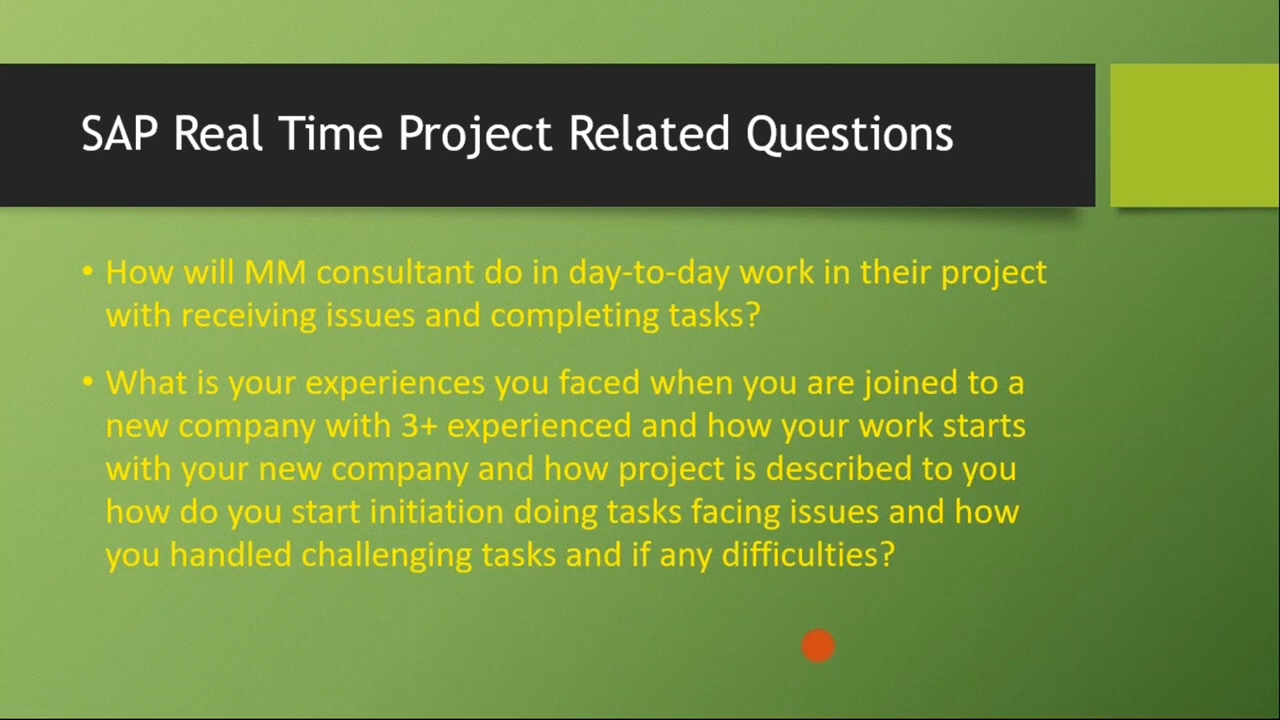 SAP Real Time Project Related Questions
• How will MM consultant do in day-to-day work in their project
with receiving issues and completing tasks?
• What is your experiences you faced when you are joined to a
new company with 3+ experienced and how your work starts
with your new company and how project is described to you
how do you start initiation doing tasks facing issues and how
you handled challenging tasks and if any difficulties?